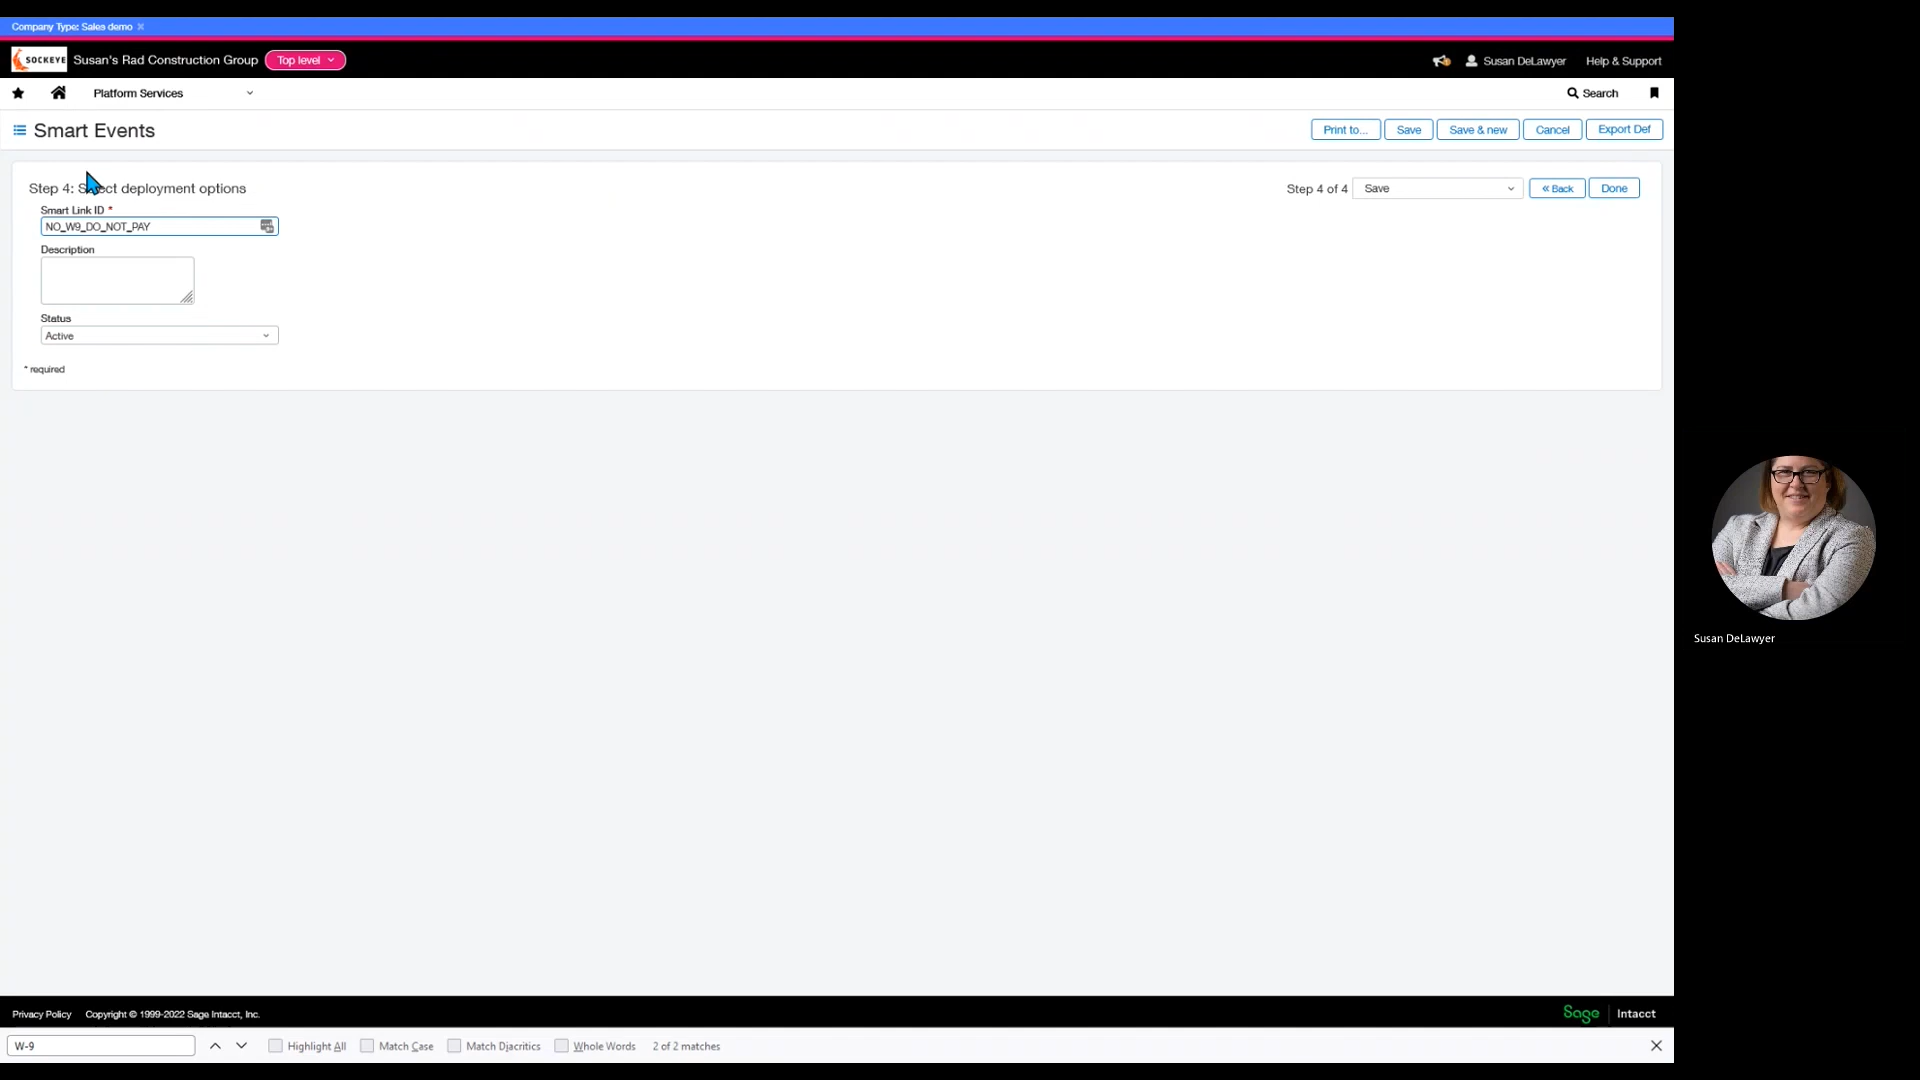 Company Type: Sales demo
SOCKEYE Susan's Rad Construction Group Top level Susan DeLawyer Help & Support
Platform Services Search
Smart Events Print to... Save Save & new Cancel Export Def
Step 4: Select deployment options Step 4 of 4 Save « Back Done
Smart Link ID *
NO_W9_DO_NOT_PAY
Description
Status
Active
* required
Susan DeLawyer
Privacy Policy Copyright © 1999-2022 Sage Intacct, Inc. Sage Intacct
W-9 Highlight All Match Case Match Diacritics Whole Words 2 of 2 matches